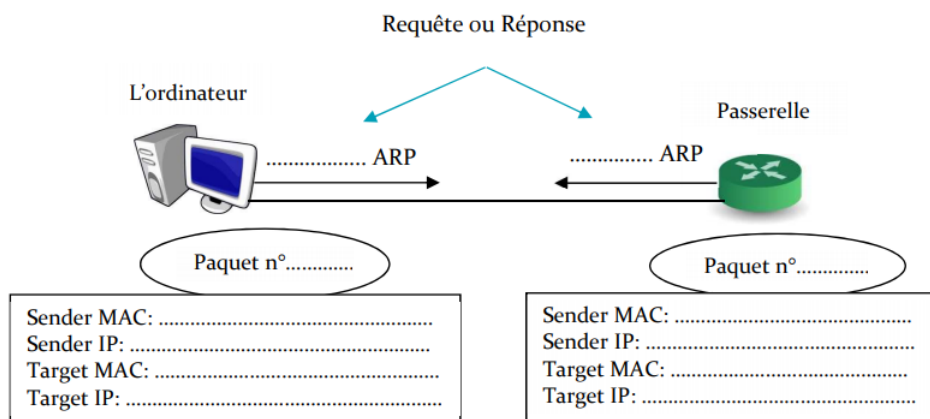 Requête ou Réponse
L'ordinateur
Passerelle
................... ARP
............... ARP
Paquet n°.............
Paquet n°..............
Sender MAC: .....................................................
Sender IP: ...........................................................
Target MAC: .......................................................
Target IP: .............................................................
Sender MAC: ..............................................
Sender IP: .....................................................
Target MAC: ...............................................
Target IP: .....................................................